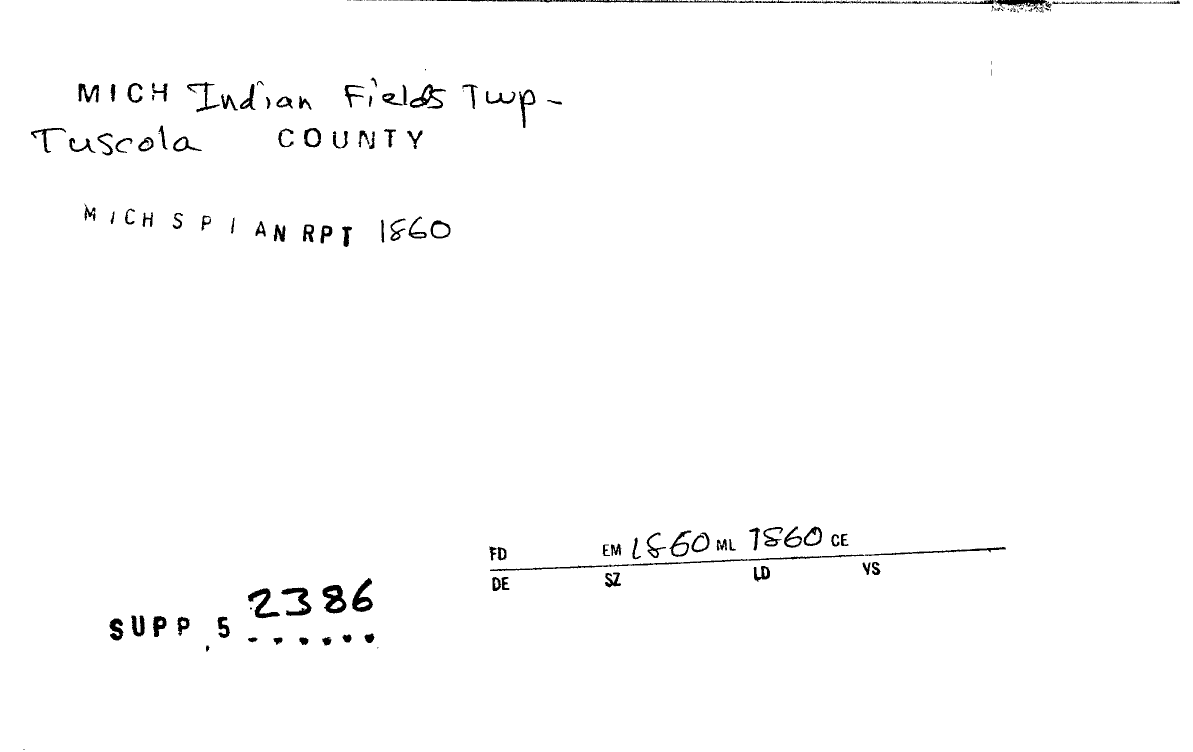 MICH Indian Fields Twp-
Tuscola COUNTY
MICH SPIAN RPT 1860
FD EM 1860 ML 1860 CE
DE SZ LD VS
SUPP.5 2386